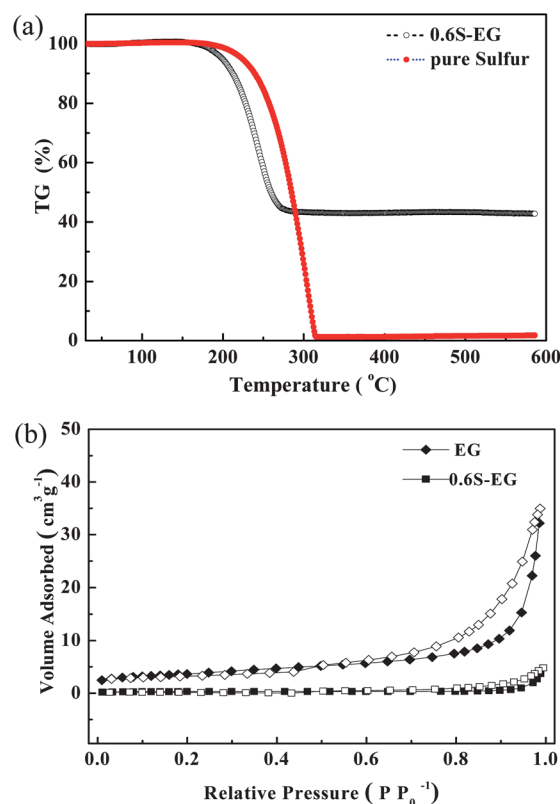 (a)
100
80
60
40
20
0
TG (%)
0.6S-EG
pure Sulfur
100
200
300
400
500
600
Temperature ( °C)
(b)
50
40
30
20
10
0
Volume Adsorbed ( cm³g⁻¹)
EG
0.6S-EG
0.0
0.2
0.4
0.6
0.8
1.0
Relative Pressure ( P P₀⁻¹)